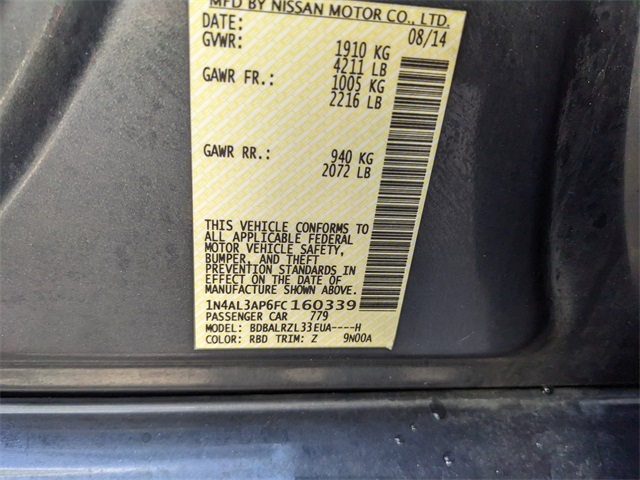 MFD BY NISSAN MOTOR CO., LTD.
DATE: 08/14
GVWR: 1910 KG
4211 LB
GAWR FR.: 1005 KG
2216 LB
GAWR RR.: 940 KG
2072 LB
THIS VEHICLE CONFORMS TO
ALL APPLICABLE FEDERAL
MOTOR VEHICLE SAFETY,
BUMPER, AND THEFT
PREVENTION STANDARDS IN
EFFECT ON THE DATE OF
MANUFACTURE SHOWN ABOVE.
1N4AL3AP6FC160339
PASSENGER CAR 779
MODEL: BDBALRZL33EUA----H
COLOR: RBD TRIM: Z 9N00A